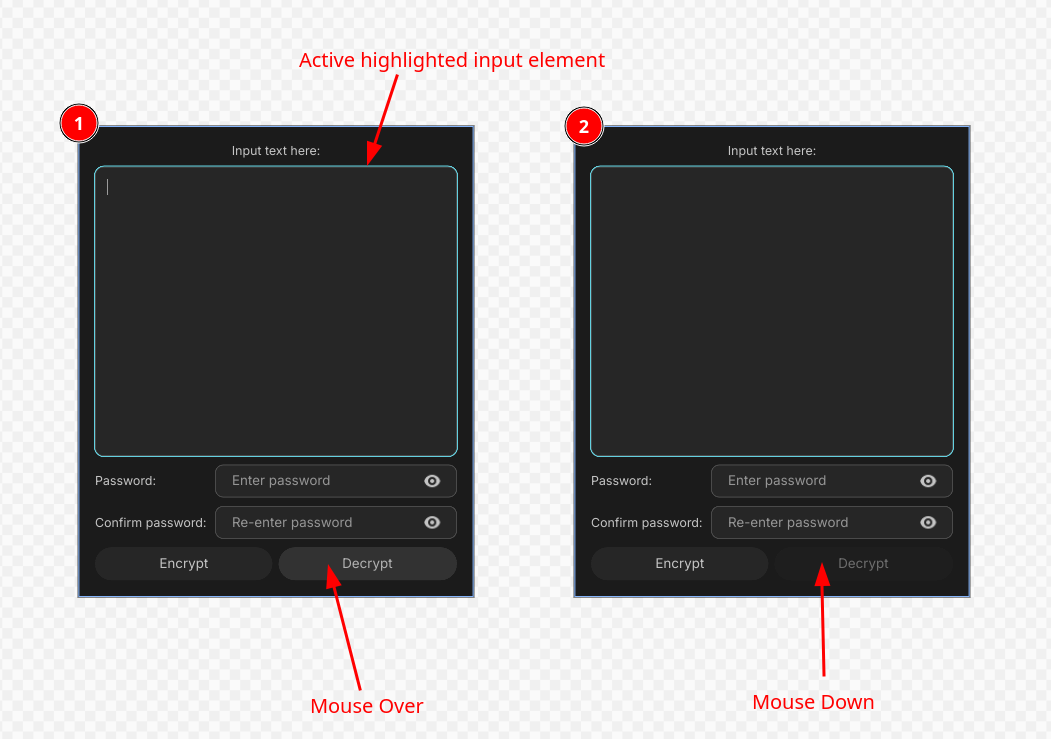 Active highlighted input element
1
Input text here:
Password:
Enter password
Confirm password:
Re-enter password
Encrypt
Decrypt
Mouse Over
2
Input text here:
Password:
Enter password
Confirm password:
Re-enter password
Encrypt
Decrypt
Mouse Down